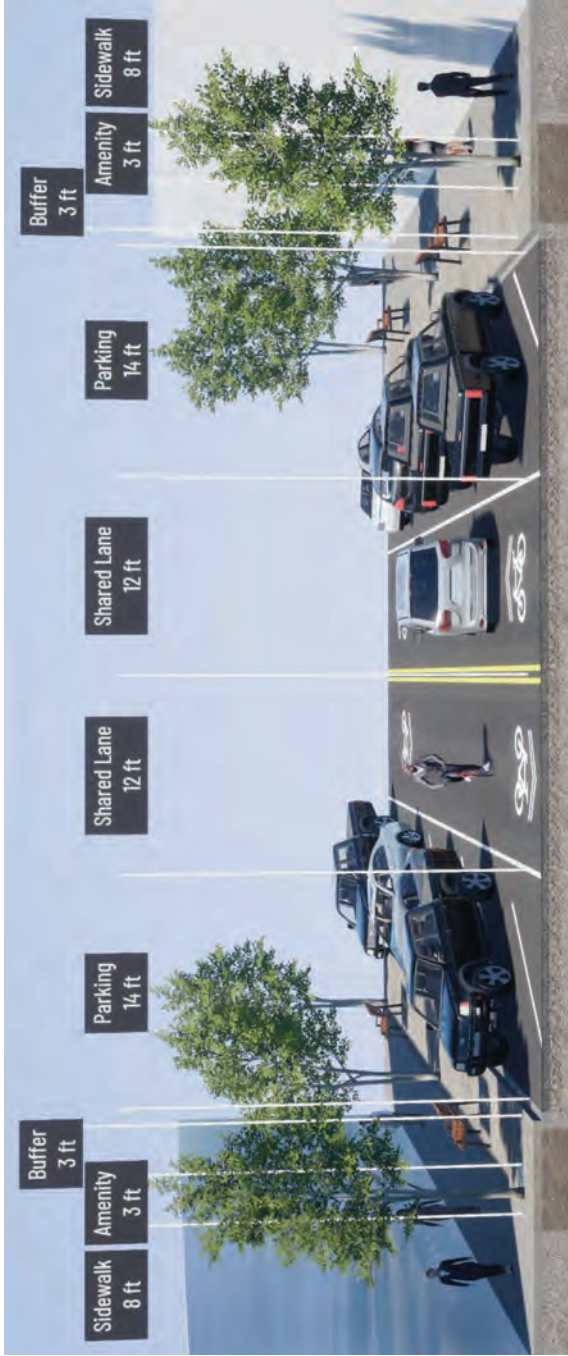 Sidewalk
8 ft
Amenity
3 ft
Buffer
3 ft
Parking
14 ft
Shared Lane
12 ft
Shared Lane
12 ft
Parking
14 ft
Buffer
3 ft
Amenity
3 ft
Sidewalk
8 ft